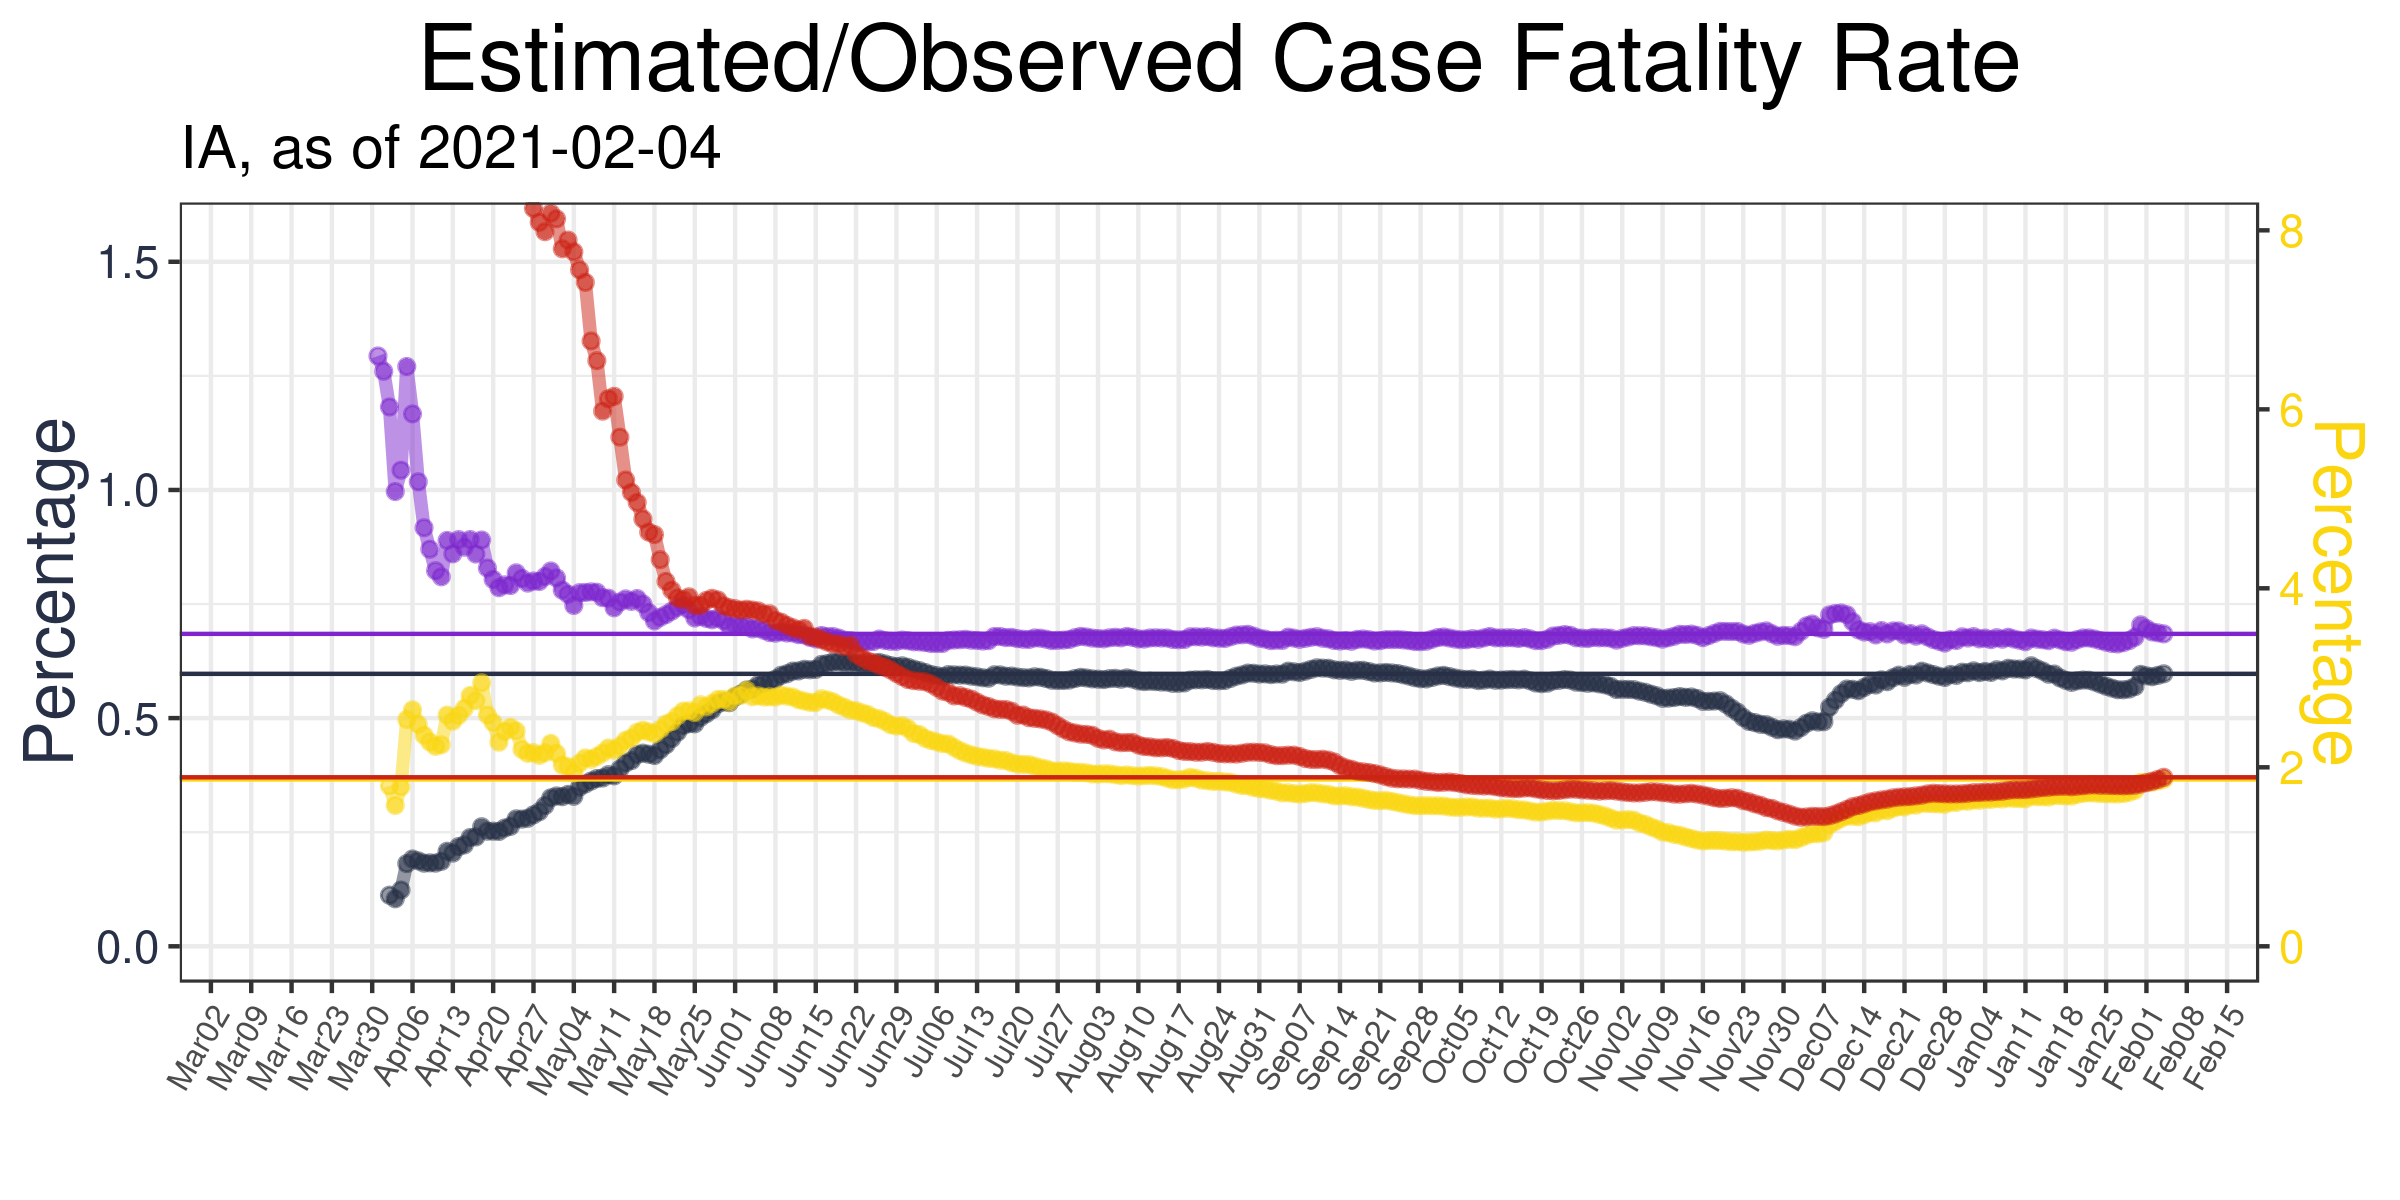 Estimated/Observed Case Fatality Rate
IA, as of 2021-02-04
Percentage
1.5
1.0
0.5
0.0
8
6
4
2
0
Percentage
Mar02
Mar09
Mar16
Mar23
Mar30
Apr06
Apr13
Apr20
Apr27
May04
May11
May18
May25
Jun01
Jun08
Jun15
Jun22
Jun29
Jul06
Jul13
Jul20
Jul27
Aug03
Aug10
Aug17
Aug24
Aug31
Sep07
Sep14
Sep21
Sep28
Oct05
Oct12
Oct19
Oct26
Nov02
Nov09
Nov16
Nov23
Nov30
Dec07
Dec14
Dec21
Dec28
Jan04
Jan11
Jan18
Jan25
Feb01
Feb08
Feb15